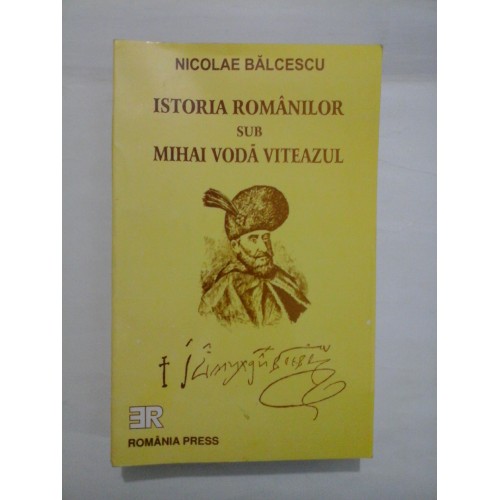 NICOLAE BĂLCESCU
ISTORIA ROMÂNILOR
SUB
MIHAI VODĂ VITEAZUL
ROMÂNIA PRESS